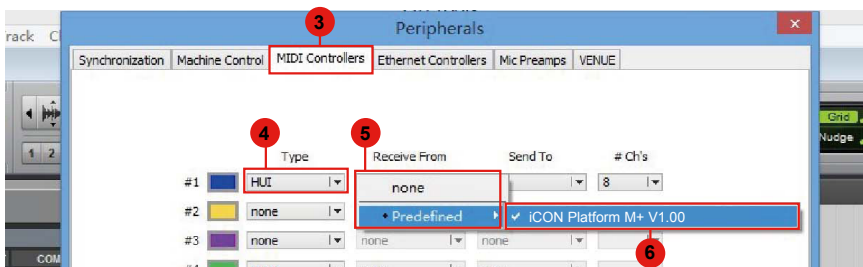 3
Peripherals
×
rack
Synchronization Machine Control MIDI Controllers Ethernet Controllers Mic Preamps VENUE
Grid
Nudge
4 5
1 2
Type Receive From Send To # Ch's
#1 HUI none 8
#2 none Predefined ✓ iCON Platform M+ V1.00
#3 none none none
6
COM